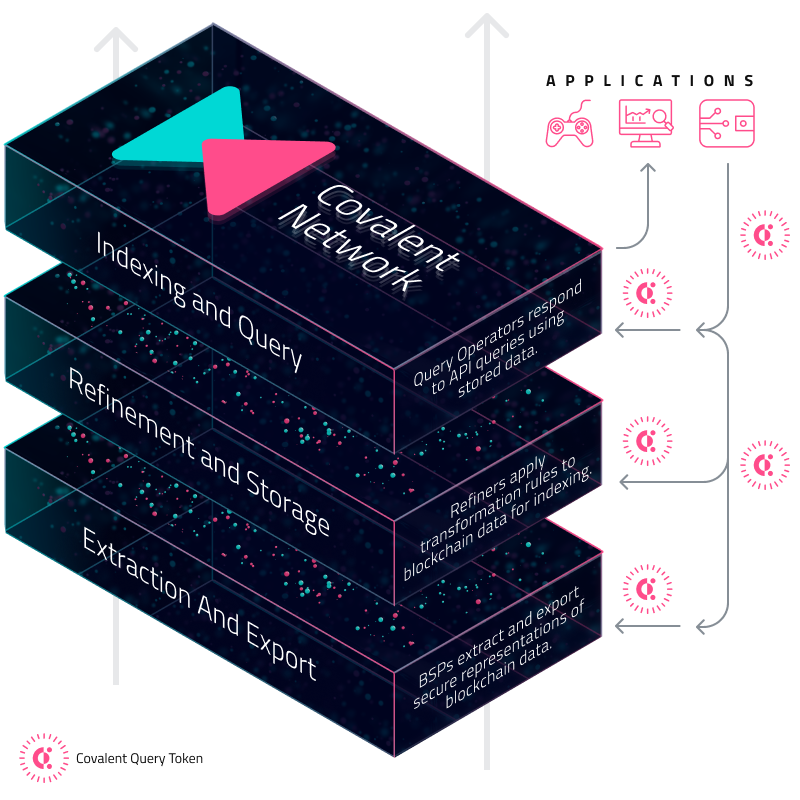 APPLICATIONS
Covalent
Network
Indexing and Query
Query Operators respond
to API queries using
stored data.
Refinement and Storage
Refiners apply
transformation rules to
blockchain data for indexing.
Extraction And Export
BSPs extract and export
secure representations of
blockchain data.
Covalent Query Token